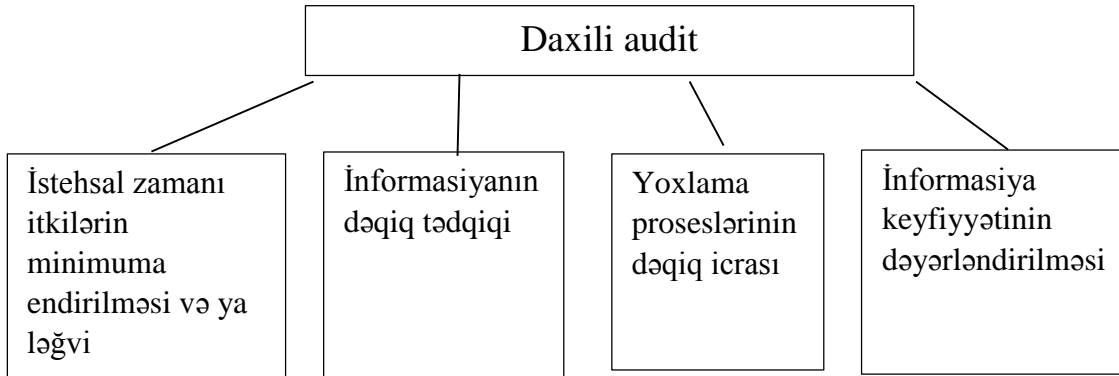 Daxili audit
İstehsal zamanı
itkilərin
minimuma
endirilməsi və ya
ləğvi
İnformasiyanın
dəqiq tədqiqi
Yoxlama
proseslərinin
dəqiq icrası
İnformasiya
keyfiyyətinin
dəyərləndirilməsi